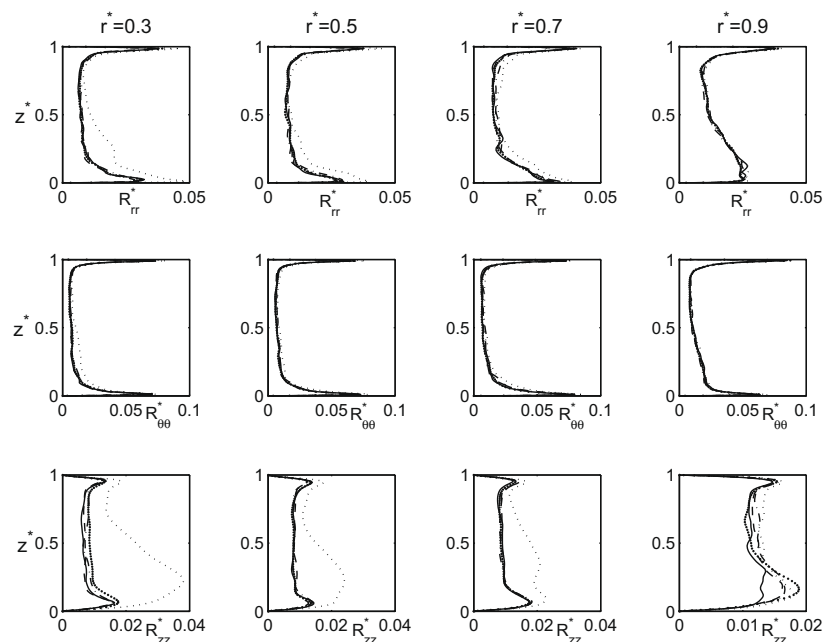 r*=0.3 r*=0.5 r*=0.7 r*=0.9
1 1 1 1
z* 0.5 0.5 0.5 0.5
0 0 0 0
0 R*rr 0.05 0 R*rr 0.05 0 R*rr 0.05 0 R*rr 0.05
1 1 1 1
z* 0.5 0.5 0.5 0.5
0 0 0 0
0 0.05 R*θθ 0.1 0 0.05 R*θθ 0.1 0 0.05 R*θθ 0.1 0 0.05 R*θθ 0.1
1 1 1 1
z* 0.5 0.5 0.5 0.5
0 0 0 0
0 0.02 R*zz 0.04 0 0.02 R*zz 0.04 0 0.02 R*zz 0.04 0 0.01 R*zz 0.02